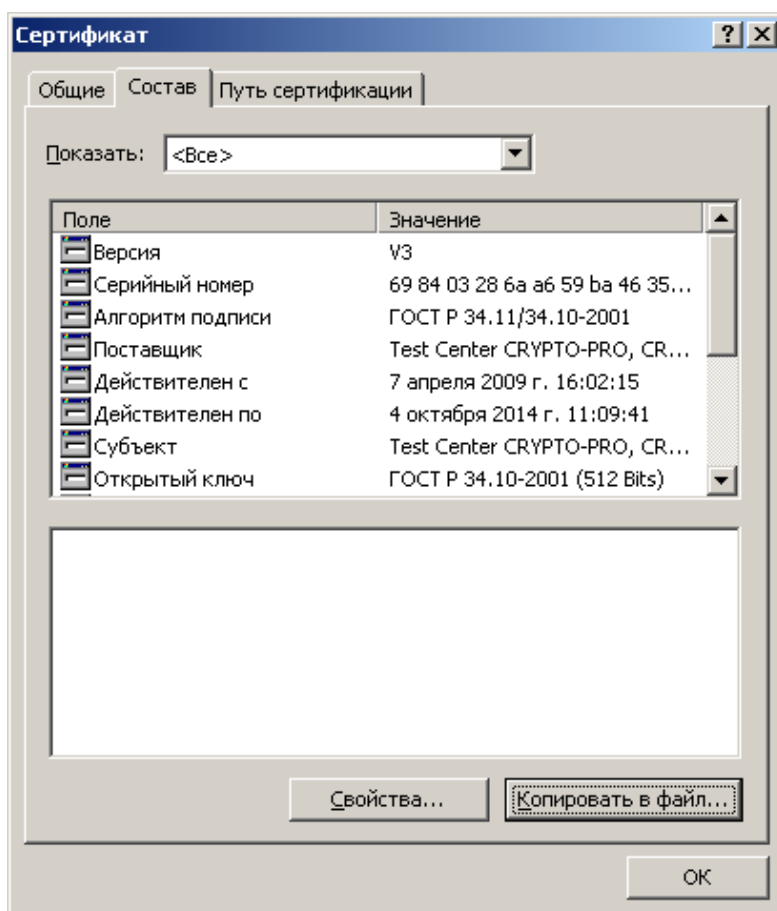 Сертификат
Общие Состав Путь сертификации
Показать: <Все>
Поле Значение
Версия V3
Серийный номер 69 84 03 28 6a a6 59 ba 46 35...
Алгоритм подписи ГОСТ Р 34.11/34.10-2001
Поставщик Test Center CRYPTO-PRO, CR...
Действителен с 7 апреля 2009 г. 16:02:15
Действителен по 4 октября 2014 г. 11:09:41
Субъект Test Center CRYPTO-PRO, CR...
Открытый ключ ГОСТ Р 34.10-2001 (512 Bits)
Свойства... Копировать в файл...
ОК